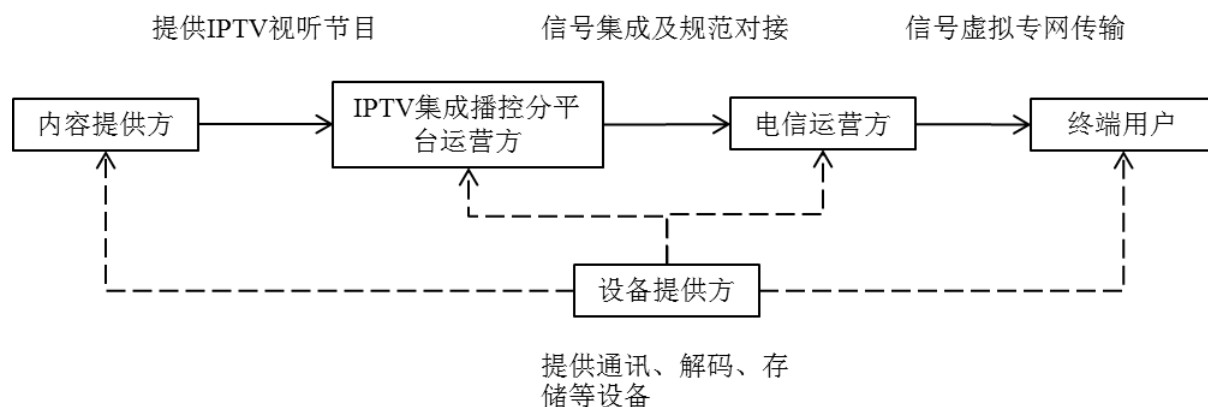 提供IPTV视听节目
信号集成及规范对接
信号虚拟专网传输
内容提供方
IPTV集成播控分平
台运营方
电信运营方
终端用户
设备提供方
提供通讯、解码、存
储等设备